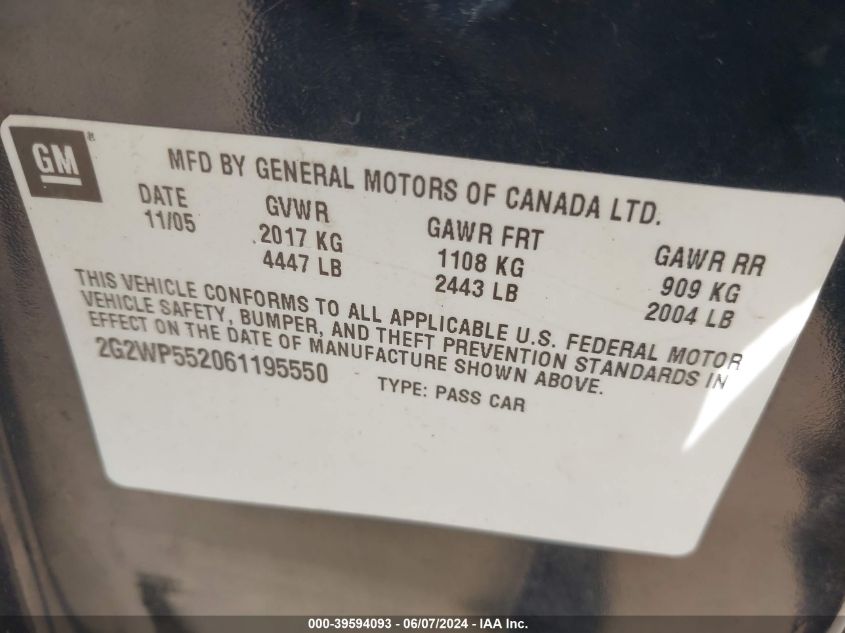 GM®
MFD BY GENERAL MOTORS OF CANADA LTD.
DATE GVWR GAWR FRT GAWR RR
11/05 2017 KG 1108 KG 909 KG
4447 LB 2443 LB 2004 LB
THIS VEHICLE CONFORMS TO ALL APPLICABLE U.S. FEDERAL MOTOR
VEHICLE SAFETY, BUMPER, AND THEFT PREVENTION STANDARDS IN
EFFECT ON THE DATE OF MANUFACTURE SHOWN ABOVE.
2G2WP552061195550 TYPE: PASS CAR
000-39594093 - 06/07/2024 - IAA Inc.